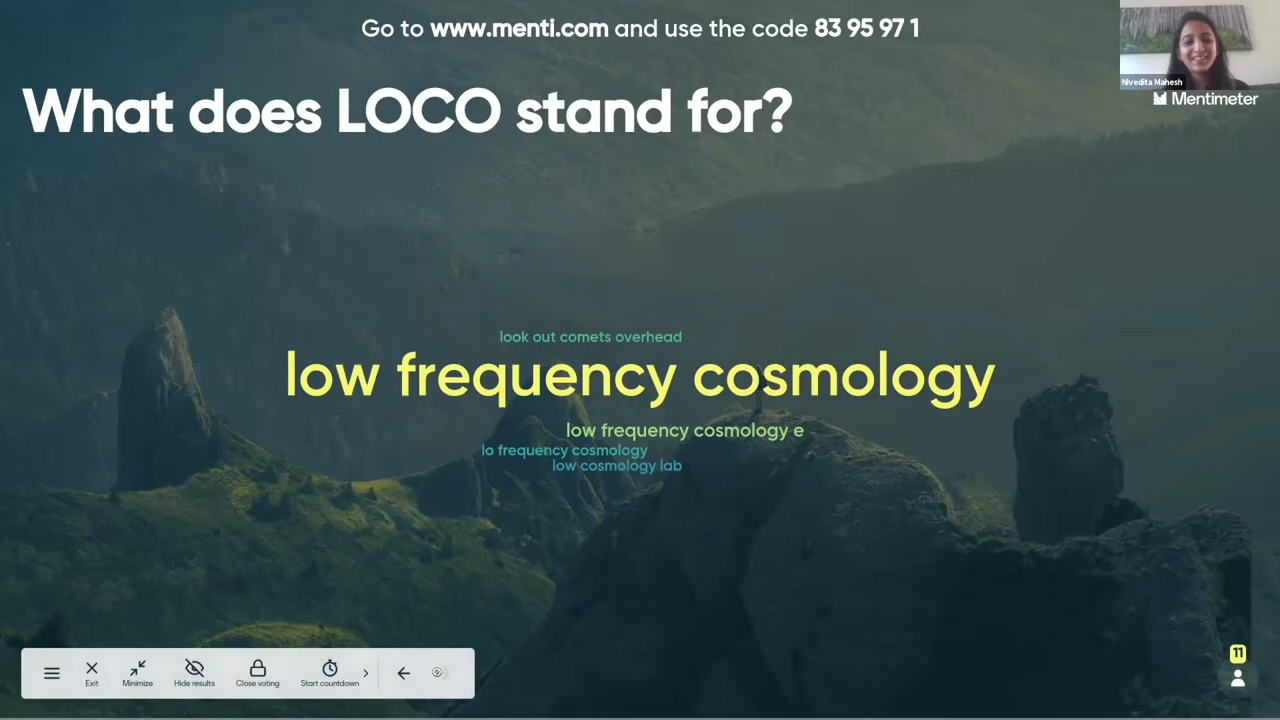 Go to www.menti.com and use the code 83 95 97 1
Nivedita Mahesh
Mentimeter
What does LOCO stand for?
look out comets overhead
low frequency cosmology
low frequency cosmology e
lo frequency cosmology
low cosmology lab
Exit
Minimize
Hide results
Close voting
Start countdown
11